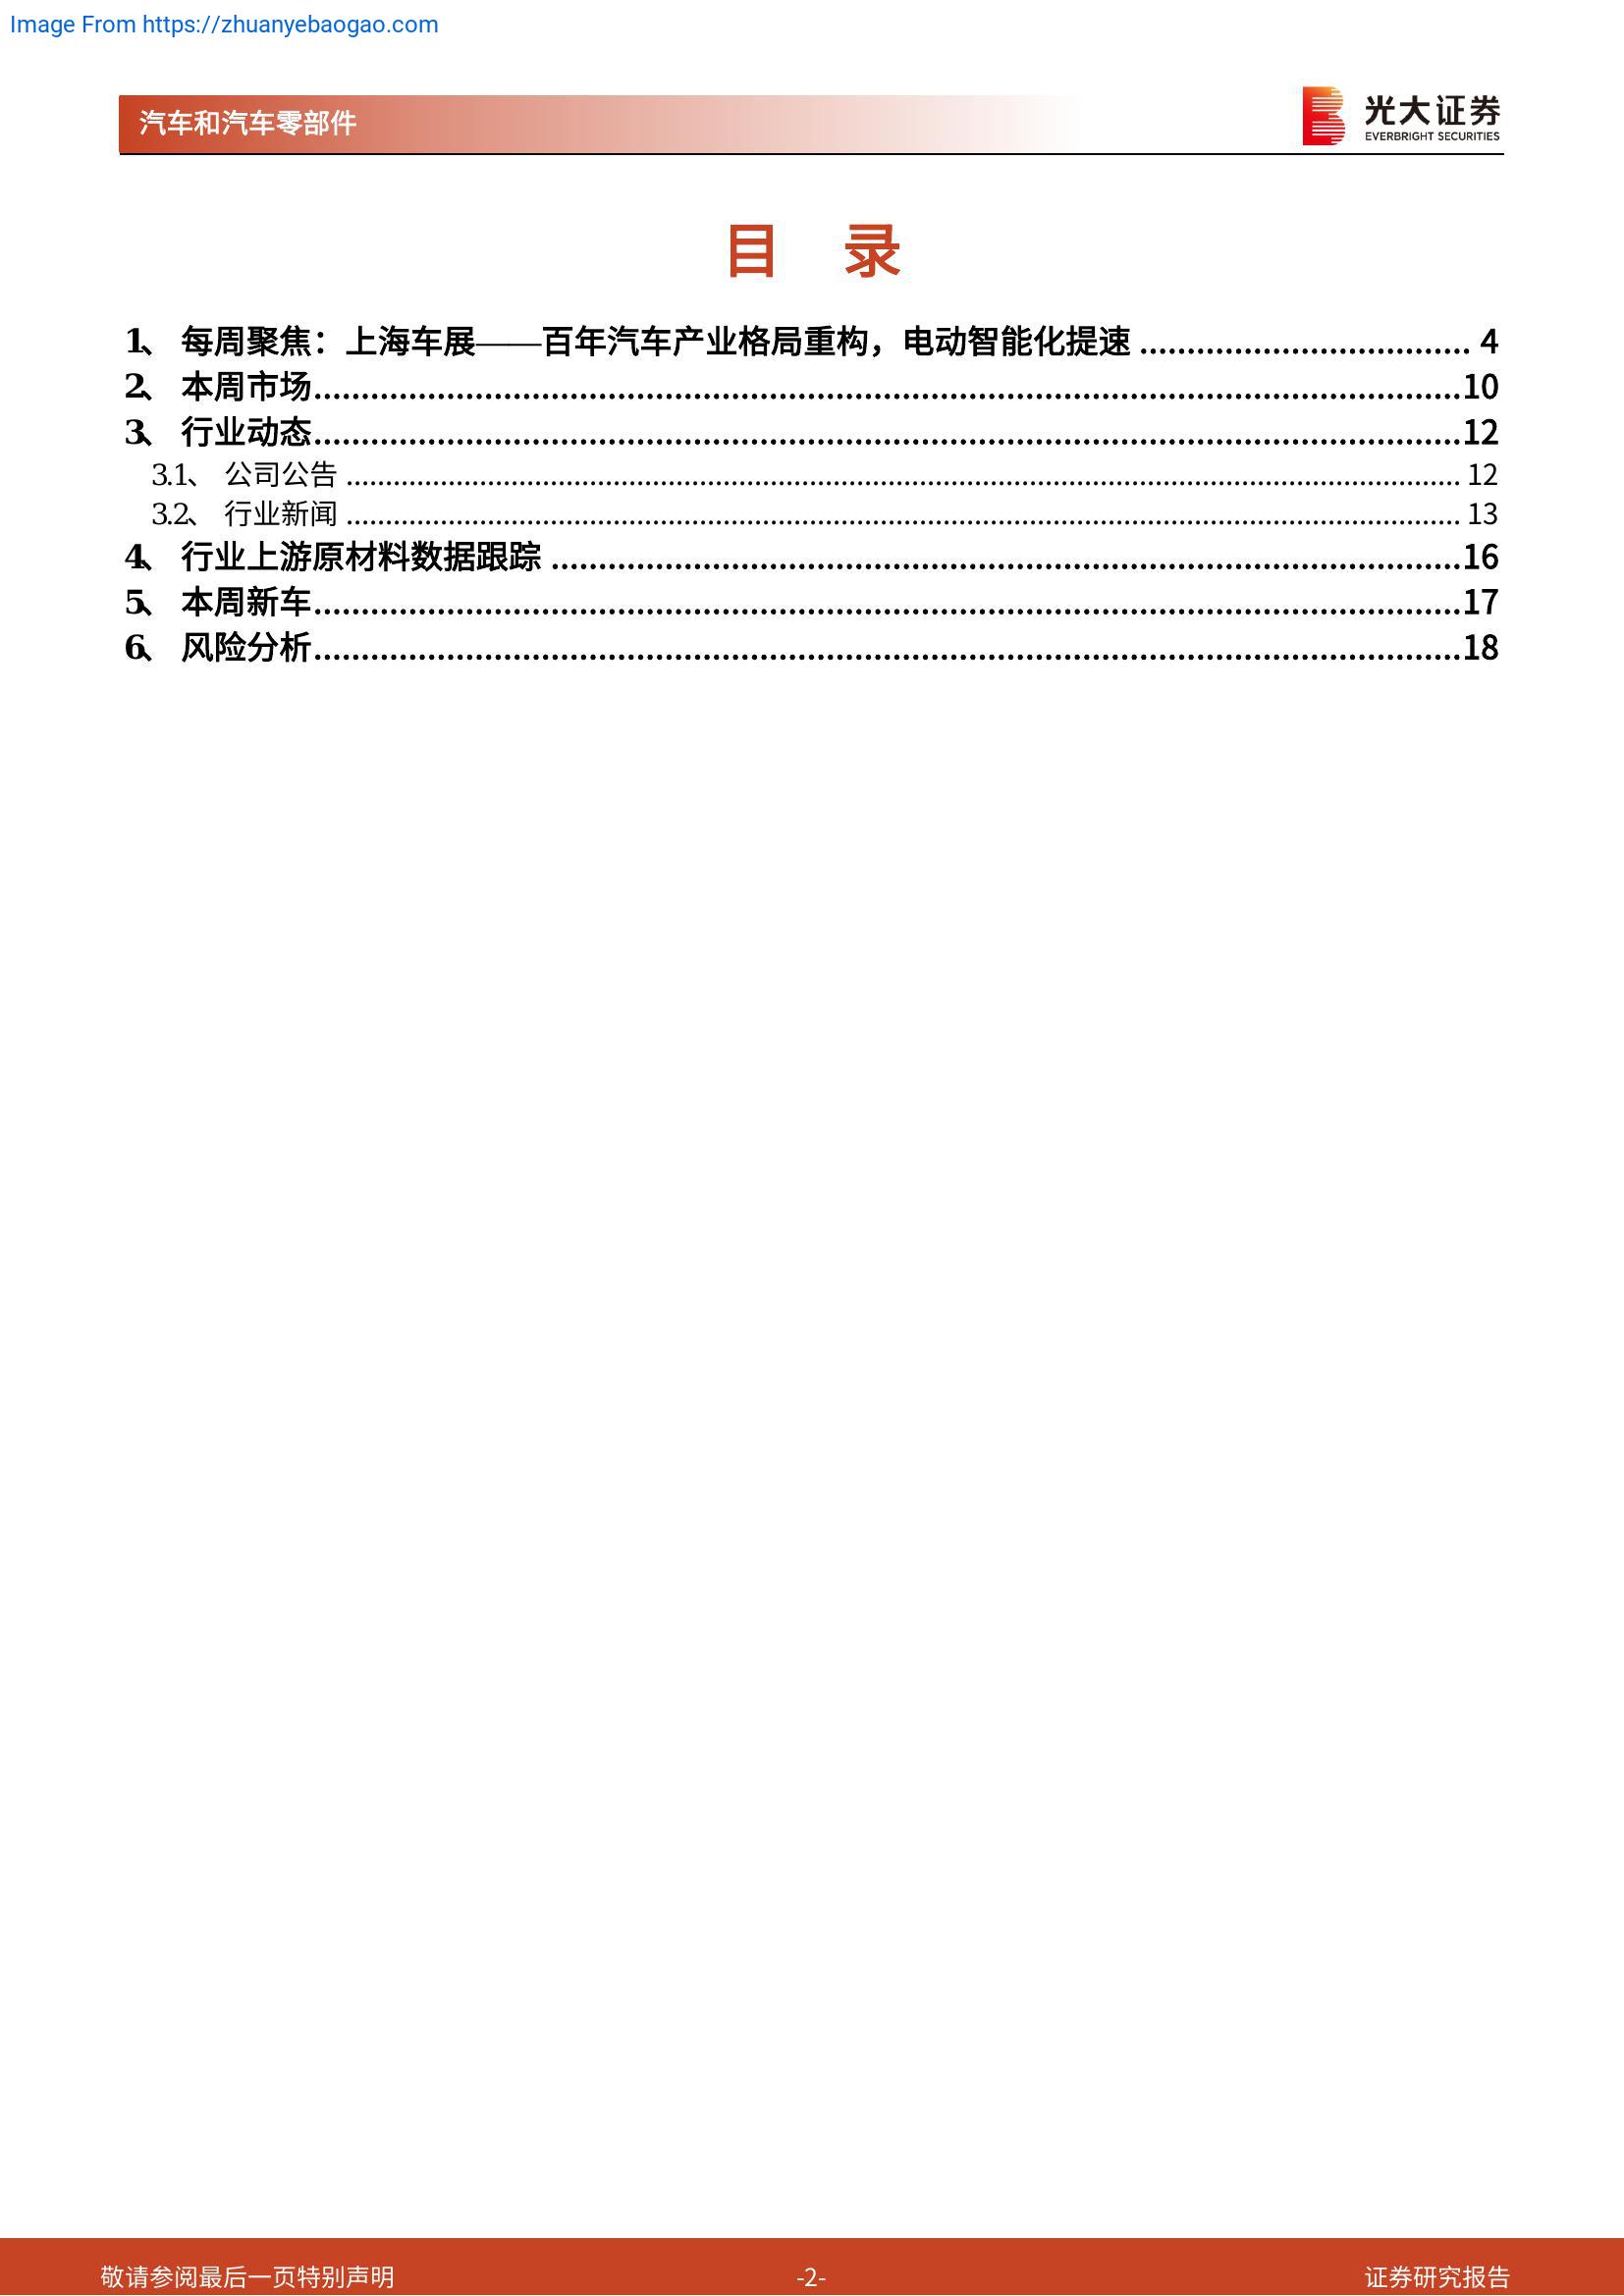 Image From https://zhuanyebaogao.com
汽车和汽车零部件
光大证券
EVERBRIGHT SECURITIES
目 录
1、 每周聚焦：上海车展——百年汽车产业格局重构，电动智能化提速 ................................... 4
2、 本周市场..........................................................................................................................10
3、 行业动态..........................................................................................................................12
3.1、 公司公告 ................................................................................................................................................ 12
3.2、 行业新闻 ................................................................................................................................................ 13
4、 行业上游原材料数据跟踪 .................................................................................................16
5、 本周新车..........................................................................................................................17
6、 风险分析..........................................................................................................................18
敬请参阅最后一页特别声明 -2- 证券研究报告